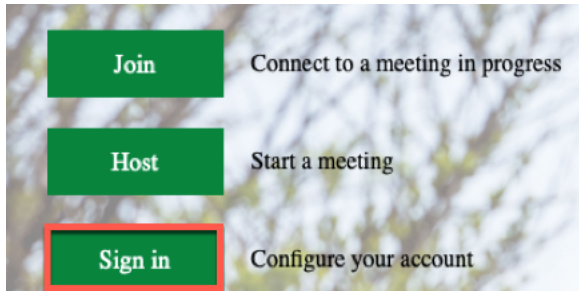 Join Connect to a meeting in progress
Host Start a meeting
Sign in Configure your account